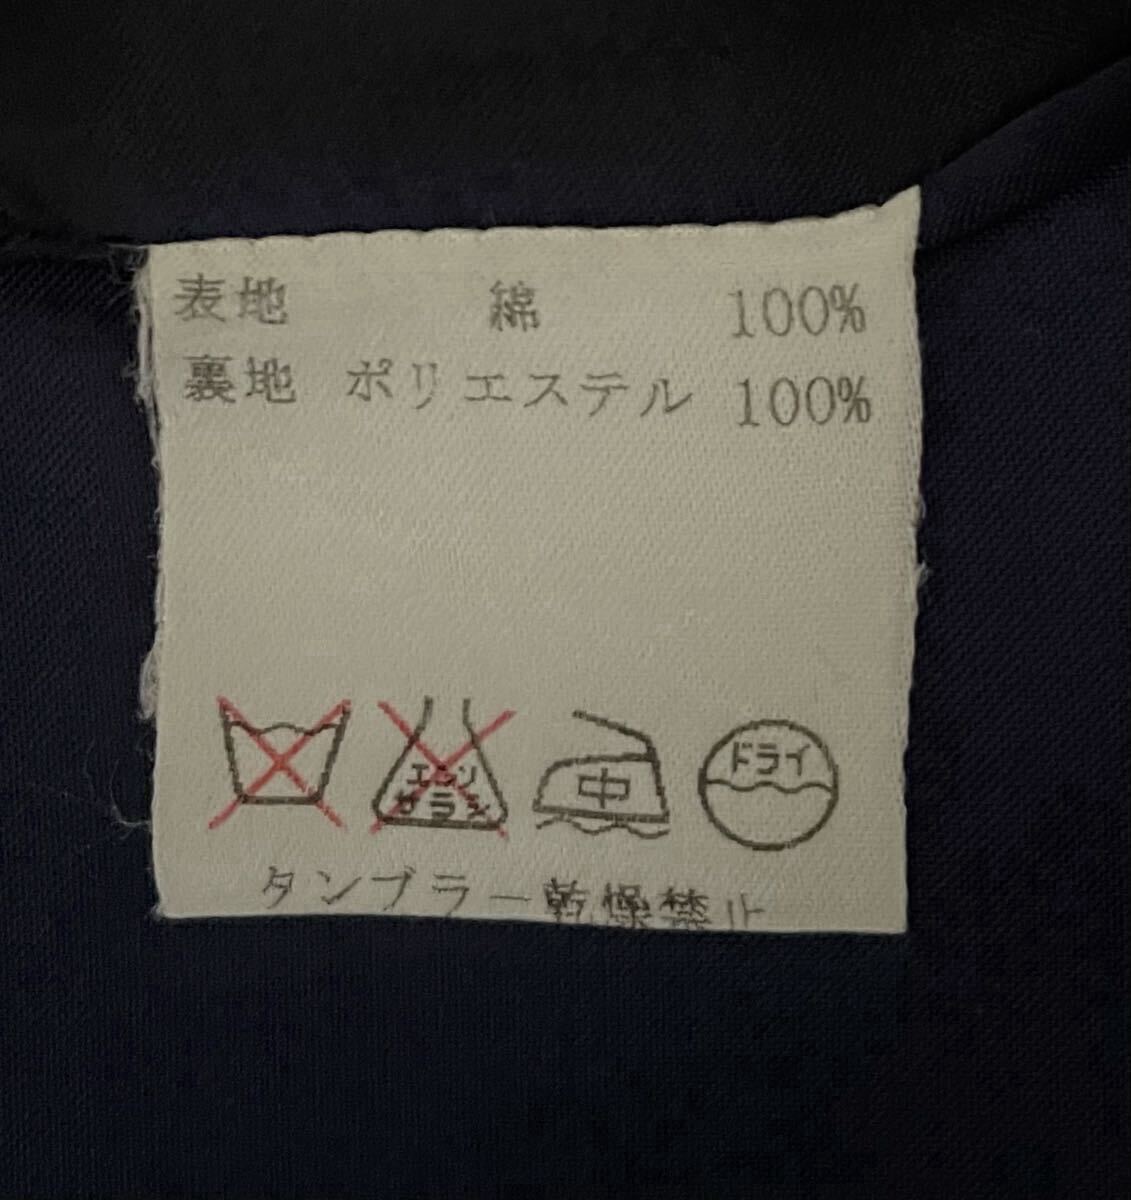 表地 綿 100%
裏地 ポリエステル 100%
エンソ
サラシ
中
ドライ
タンブラー乾燥禁止